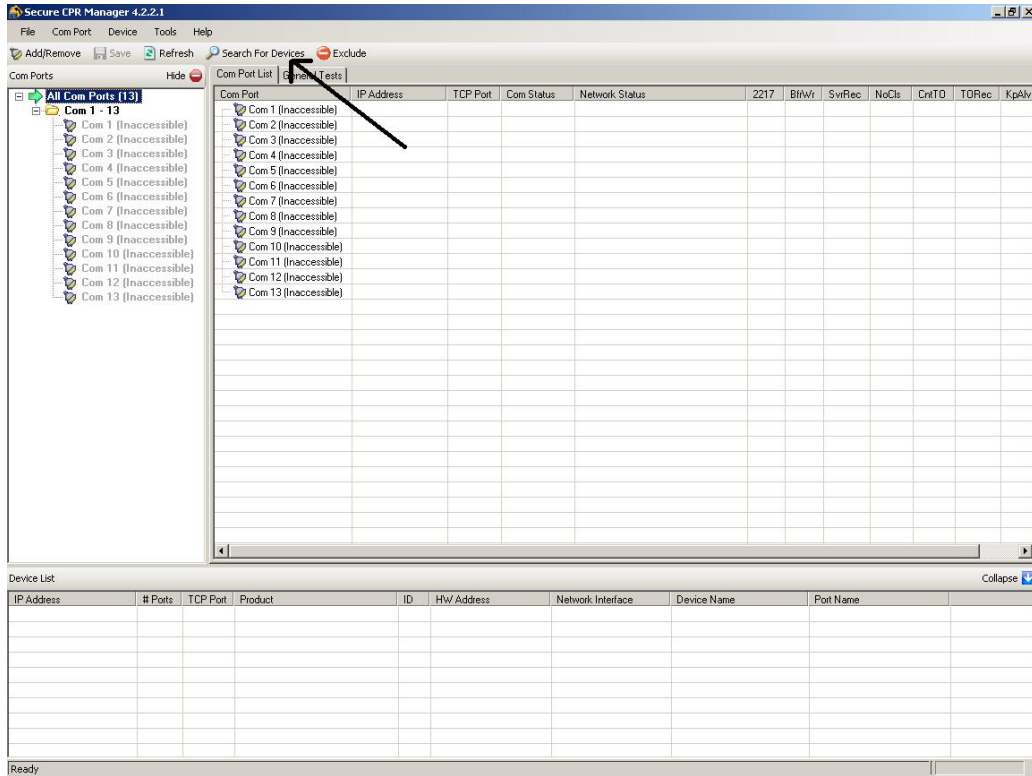 Secure CPR Manager 4.2.2.1
File Com Port Device Tools Help
Add/Remove Save Refresh Search For Devices Exclude
Com Ports Hide
All Com Ports (13)
Com 1 - 13
Com 1 (Inaccessible)
Com 2 (Inaccessible)
Com 3 (Inaccessible)
Com 4 (Inaccessible)
Com 5 (Inaccessible)
Com 6 (Inaccessible)
Com 7 (Inaccessible)
Com 8 (Inaccessible)
Com 9 (Inaccessible)
Com 10 (Inaccessible)
Com 11 (Inaccessible)
Com 12 (Inaccessible)
Com 13 (Inaccessible)
Com Port List General Tests
Com Port IP Address TCP Port Com Status Network Status 2217 BfrWr SvrRec NoCls CntTO TORec KpAlv
Com 1 (Inaccessible)
Com 2 (Inaccessible)
Com 3 (Inaccessible)
Com 4 (Inaccessible)
Com 5 (Inaccessible)
Com 6 (Inaccessible)
Com 7 (Inaccessible)
Com 8 (Inaccessible)
Com 9 (Inaccessible)
Com 10 (Inaccessible)
Com 11 (Inaccessible)
Com 12 (Inaccessible)
Com 13 (Inaccessible)
Device List Collapse
IP Address # Ports TCP Port Product ID HW Address Network Interface Device Name Port Name
Ready